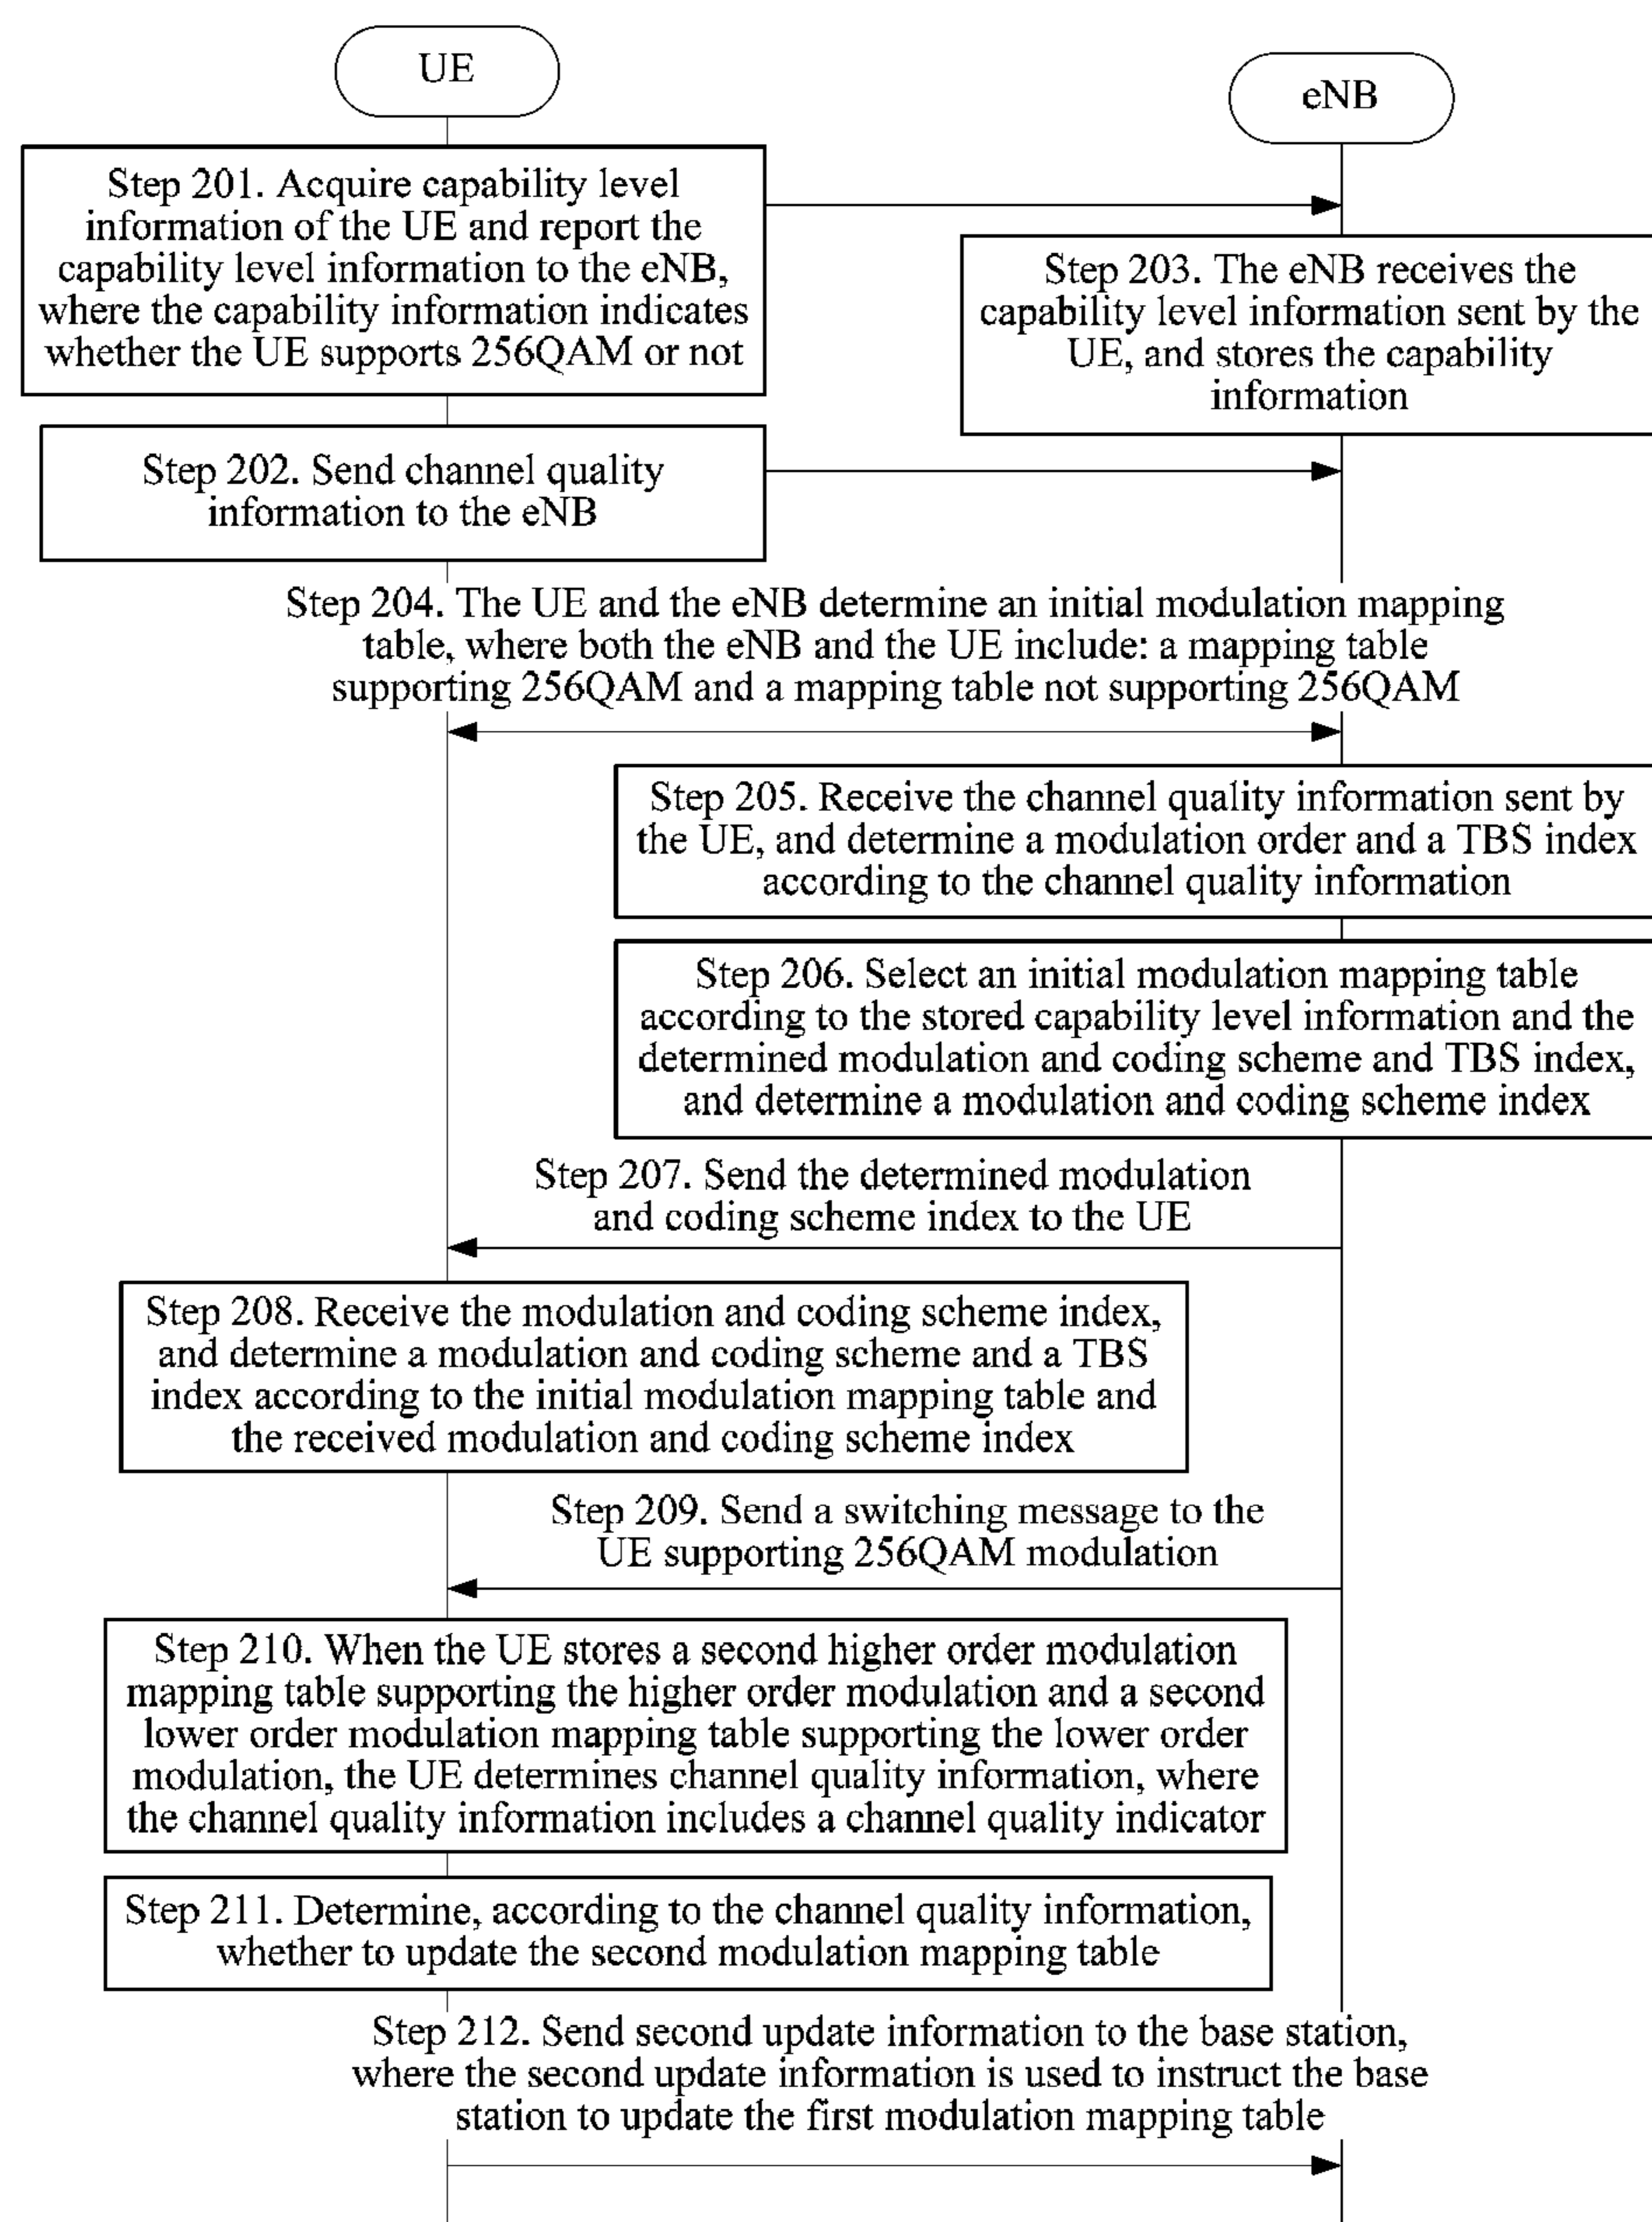 UE
eNB
Step 201. Acquire capability level
information of the UE and report the
capability level information to the eNB,
where the capability information indicates
whether the UE supports 256QAM or not
Step 203. The eNB receives the
capability level information sent by the
UE, and stores the capability
information
Step 202. Send channel quality
information to the eNB
Step 204. The UE and the eNB determine an initial modulation mapping
table, where both the eNB and the UE include: a mapping table
supporting 256QAM and a mapping table not supporting 256QAM
Step 205. Receive the channel quality information sent by
the UE, and determine a modulation order and a TBS index
according to the channel quality information
Step 206. Select an initial modulation mapping table
according to the stored capability level information and the
determined modulation and coding scheme and TBS index,
and determine a modulation and coding scheme index
Step 207. Send the determined modulation
and coding scheme index to the UE
Step 208. Receive the modulation and coding scheme index,
and determine a modulation and coding scheme and a TBS
index according to the initial modulation mapping table and
the received modulation and coding scheme index
Step 209. Send a switching message to the
UE supporting 256QAM modulation
Step 210. When the UE stores a second higher order modulation
mapping table supporting the higher order modulation and a second
lower order modulation mapping table supporting the lower order
modulation, the UE determines channel quality information, where
the channel quality information includes a channel quality indicator
Step 211. Determine, according to the channel quality information,
whether to update the second modulation mapping table
Step 212. Send second update information to the base station,
where the second update information is used to instruct the base
station to update the first modulation mapping table